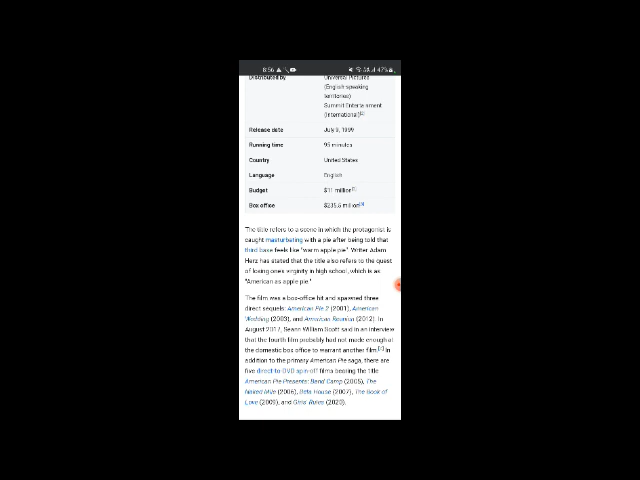 8:56
47%
Distributed by Universal Pictures
(English-speaking
territories)
Summit Entertainment
(International)[2]
Release date July 9, 1999
Running time 95 minutes
Country United States
Language English
Budget $11 million[3]
Box office $235.5 million[3]
The title refers to a scene in which the protagonist is
caught masturbating with a pie after being told that
third base feels like "warm apple pie". Writer Adam
Herz has stated that the title also refers to the quest
of losing one's virginity in high school, which is as
"American as apple pie."
The film was a box-office hit and spawned three
direct sequels: American Pie 2 (2001), American
Wedding (2003), and American Reunion (2012). In
August 2017, Seann William Scott said in an interview
that the fourth film probably had not made enough at
the domestic box office to warrant another film. In
addition to the primary American Pie saga, there are
five direct-to-DVD spin-off films bearing the title
American Pie Presents: Band Camp (2005), The
Naked Mile (2006), Beta House (2007), The Book of
Love (2009), and Girls' Rules (2020).